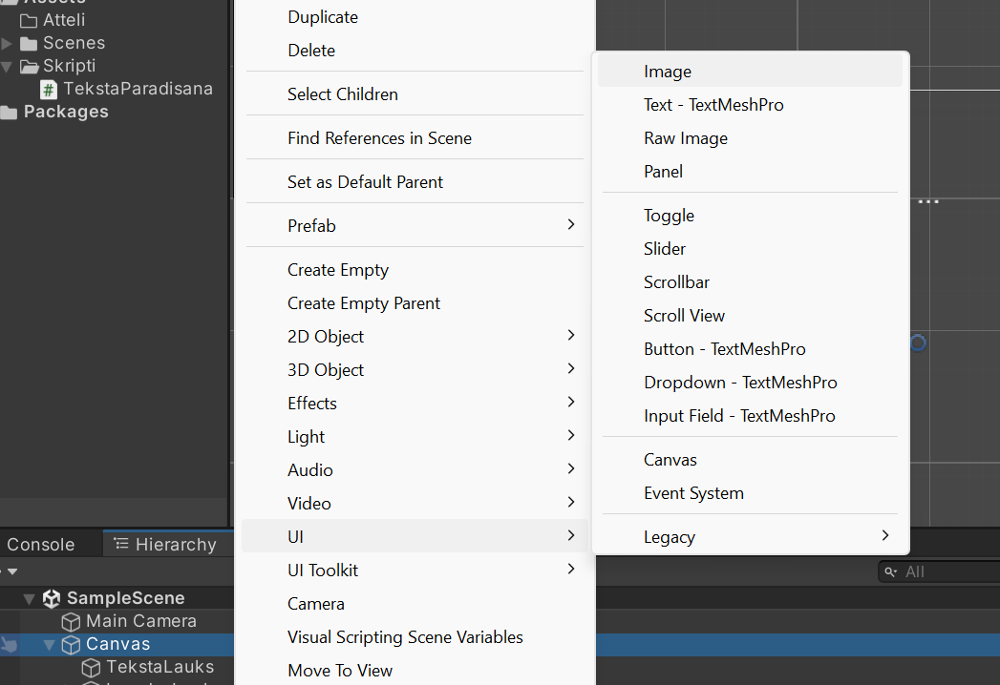 Assets
Atteli
Scenes
Skripti
TekstaParadisana
Packages
Duplicate
Delete
Select Children
Find References in Scene
Set as Default Parent
Prefab
Create Empty
Create Empty Parent
2D Object
3D Object
Effects
Light
Audio
Video
UI
UI Toolkit
Camera
Visual Scripting Scene Variables
Move To View
Image
Text - TextMeshPro
Raw Image
Panel
Toggle
Slider
Scrollbar
Scroll View
Button - TextMeshPro
Dropdown - TextMeshPro
Input Field - TextMeshPro
Canvas
Event System
Legacy
Console
Hierarchy
All
SampleScene
Main Camera
Canvas
TekstaLauks